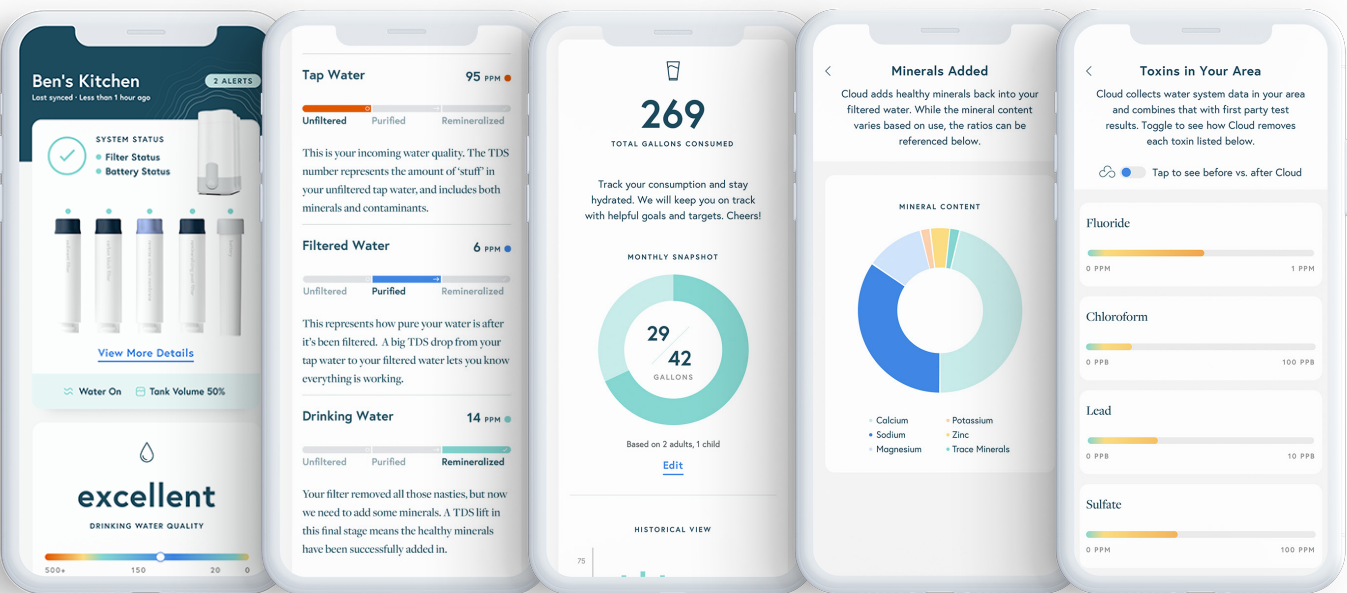 Ben's Kitchen
2 ALERTS
Last synced • Less than 1 hour ago
SYSTEM STATUS
Filter Status
Battery Status
View More Details
Water On
Tank Volume 50%
excellent
DRINKING WATER QUALITY
500+ 150 20 0
Tap Water 95 PPM
Unfiltered Purified Remineralized
This is your incoming water quality. The TDS
number represents the amount of 'stuff' in
your unfiltered tap water, and includes both
minerals and contaminants.
Filtered Water 6 PPM
Unfiltered Purified Remineralized
This represents how pure your water is after
it's been filtered. A big TDS drop from your
tap water to your filtered water lets you know
everything is working.
Drinking Water 14 PPM
Unfiltered Purified Remineralized
Your filter removed all those nasties, but now
we need to add some minerals. A TDS lift in
this final stage means the healthy minerals
have been successfully added in.
269
TOTAL GALLONS CONSUMED
Track your consumption and stay
hydrated. We will keep you on track
with helpful goals and targets. Cheers!
MONTHLY SNAPSHOT
29
42
GALLONS
Based on 2 adults, 1 child
Edit
HISTORICAL VIEW
75
Minerals Added
Cloud adds healthy minerals back into your
filtered water. While the mineral content
varies based on use, the ratios can be
referenced below.
MINERAL CONTENT
Calcium Potassium
Sodium Zinc
Magnesium Trace Minerals
Toxins in Your Area
Cloud collects water system data in your area
and combines that with first party test
results. Toggle to see how Cloud removes
each toxin listed below.
Tap to see before vs. after Cloud
Fluoride
0 PPM 1 PPM
Chloroform
0 PPB 100 PPB
Lead
0 PPB 10 PPB
Sulfate
0 PPM 100 PPM